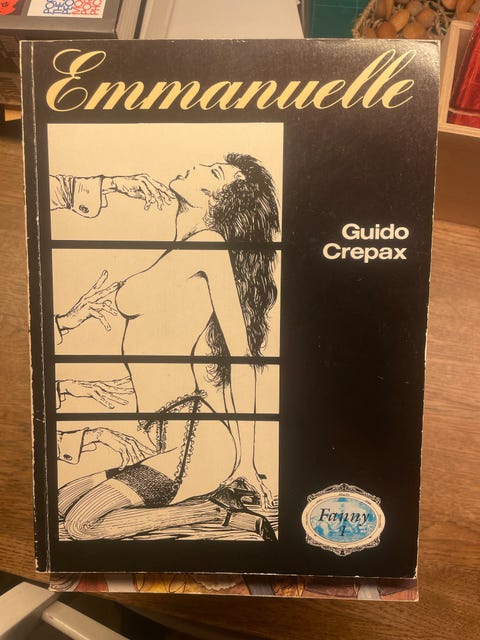 Emmanuelle
Guido
Crepax
Fanny
1